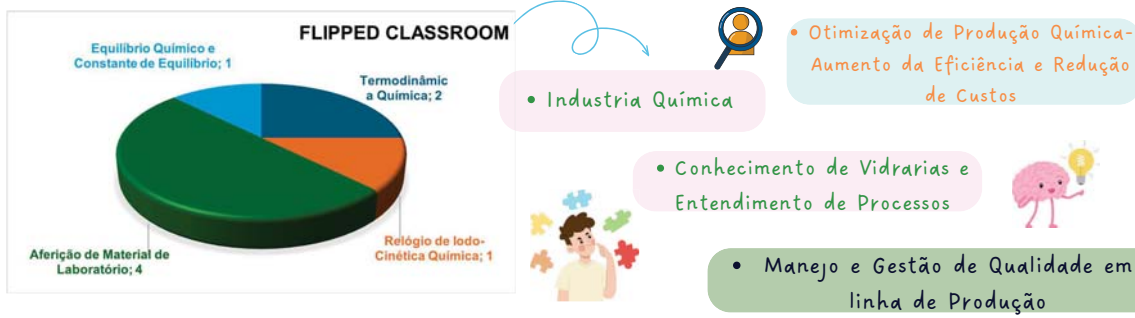 FLIPPED CLASSROOM
Equilíbrio Químico e
Constante de Equilíbrio; 1
Termodinâmic
a Química; 2
Relógio de Iodo-
Cinética Química; 1
Aferição de Material de
Laboratório; 4
• Industria Química
• Otimização de Produção Química-
Aumento da Eficiência e Redução
de Custos
• Conhecimento de Vidrarias e
Entendimento de Processos
• Manejo e Gestão de Qualidade em
linha de Produção